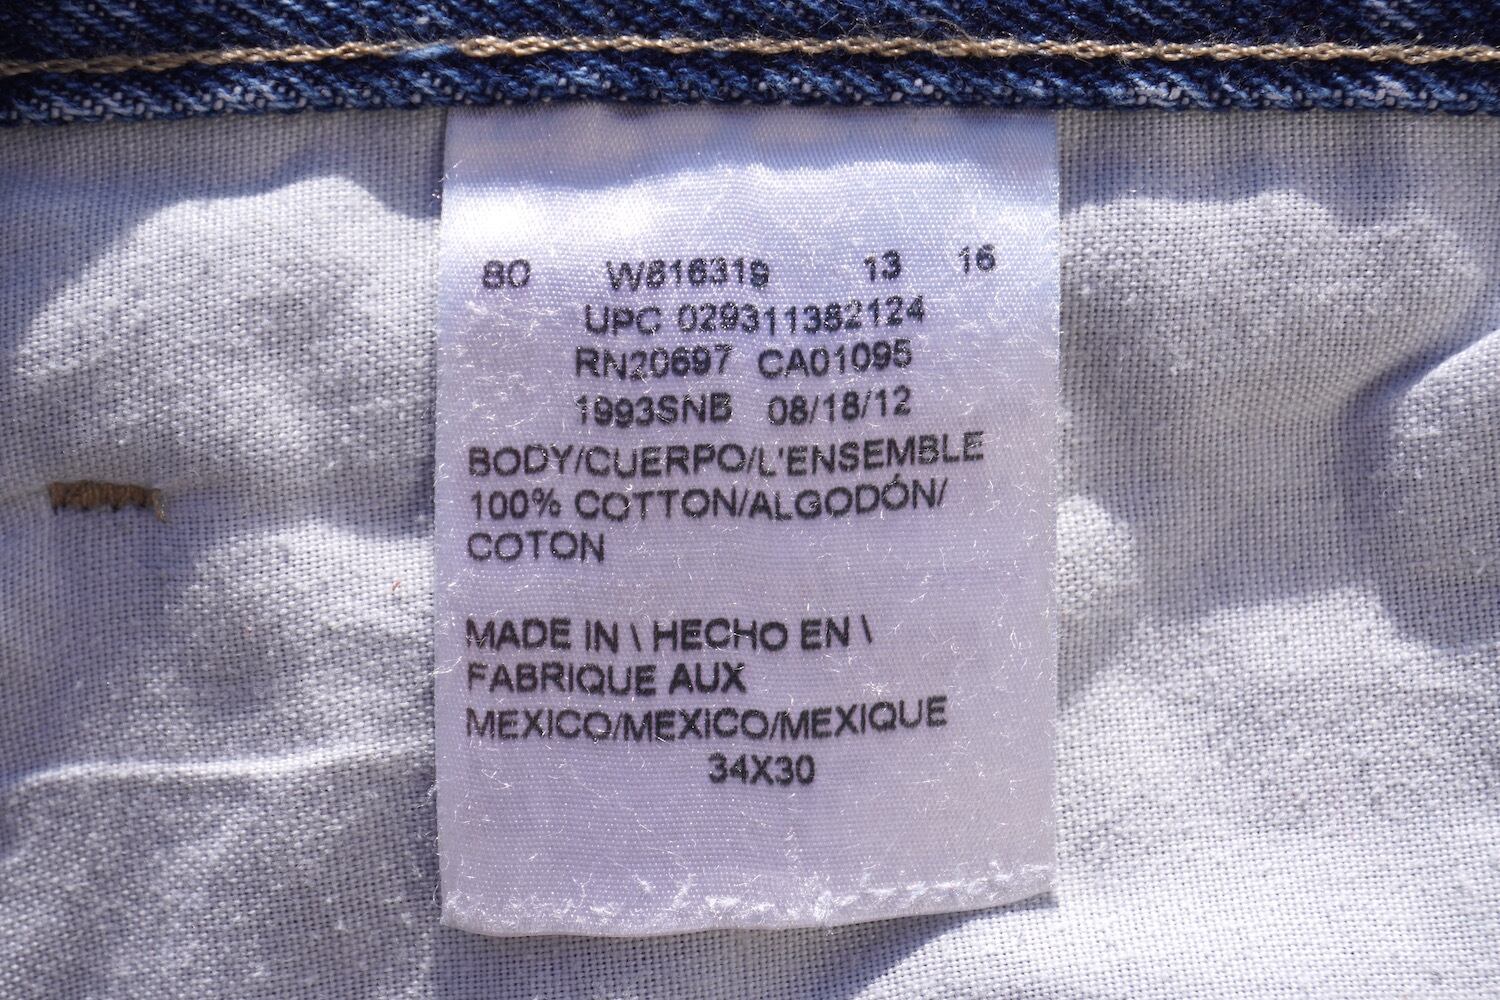 80 W816319 13 16
UPC 029311382124
RN20697 CA01095
1993SNB 08/18/12
BODY/CUERPO/L'ENSEMBLE
100% COTTON/ALGODÓN/
COTON
MADE IN \ HECHO EN \
FABRIQUE AUX
MEXICO/MEXICO/MEXIQUE
34X30